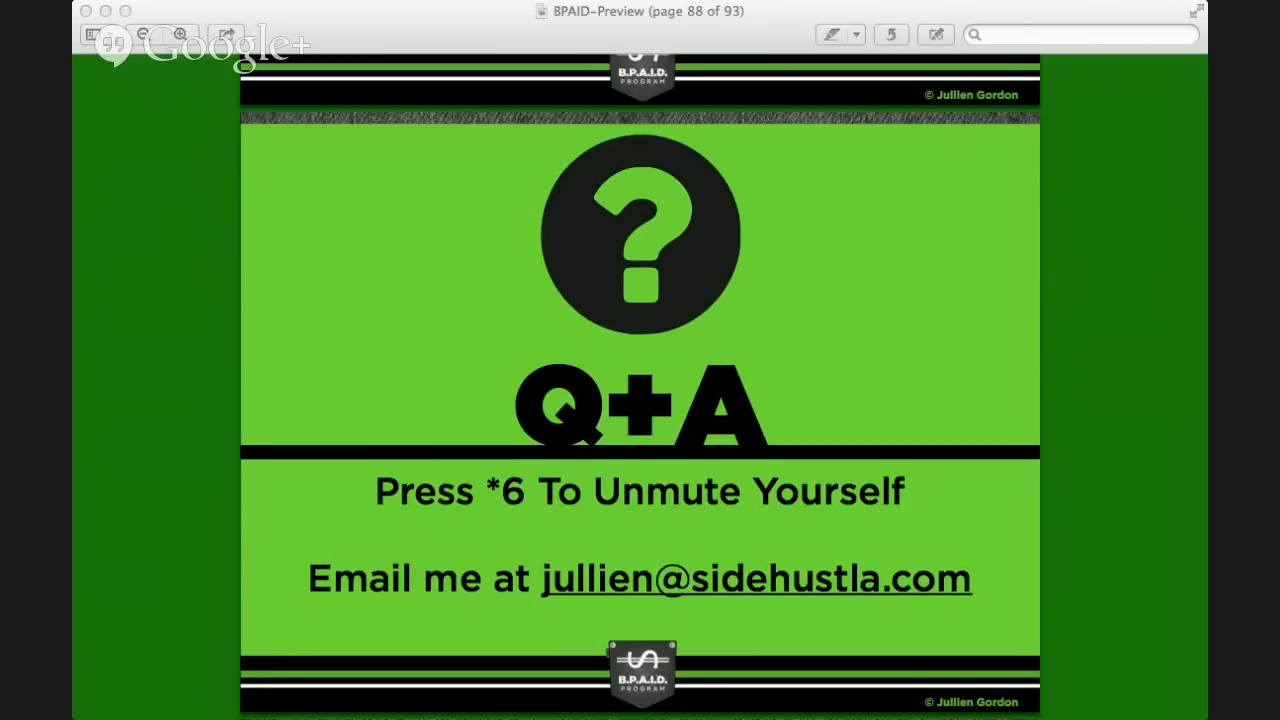 BPAID-Preview (page 88 of 93)
Google+
B.P.A.I.D.
PROGRAM
© Jullien Gordon
?
Q+A
Press *6 To Unmute Yourself
Email me at jullien@sidehustla.com
B.P.A.I.D.
PROGRAM
© Jullien Gordon